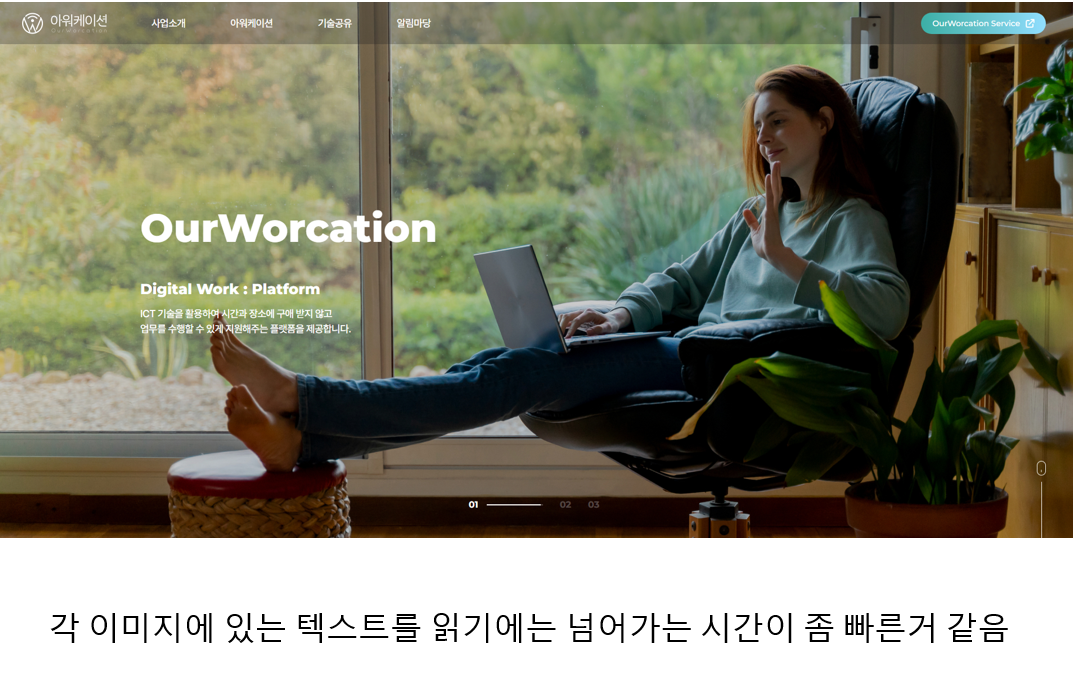 아워케이션
OurWorcation
사업소개
아워케이션
기술공유
알림마당
OurWorcation Service
OurWorcation
Digital Work : Platform
ICT 기술을 활용하여 시간과 장소에 구애 받지 않고
업무를 수행할 수 있게 지원해주는 플랫폼을 제공합니다.
01 02 03
각 이미지에 있는 텍스트를 읽기에는 넘어가는 시간이 좀 빠른거 같음